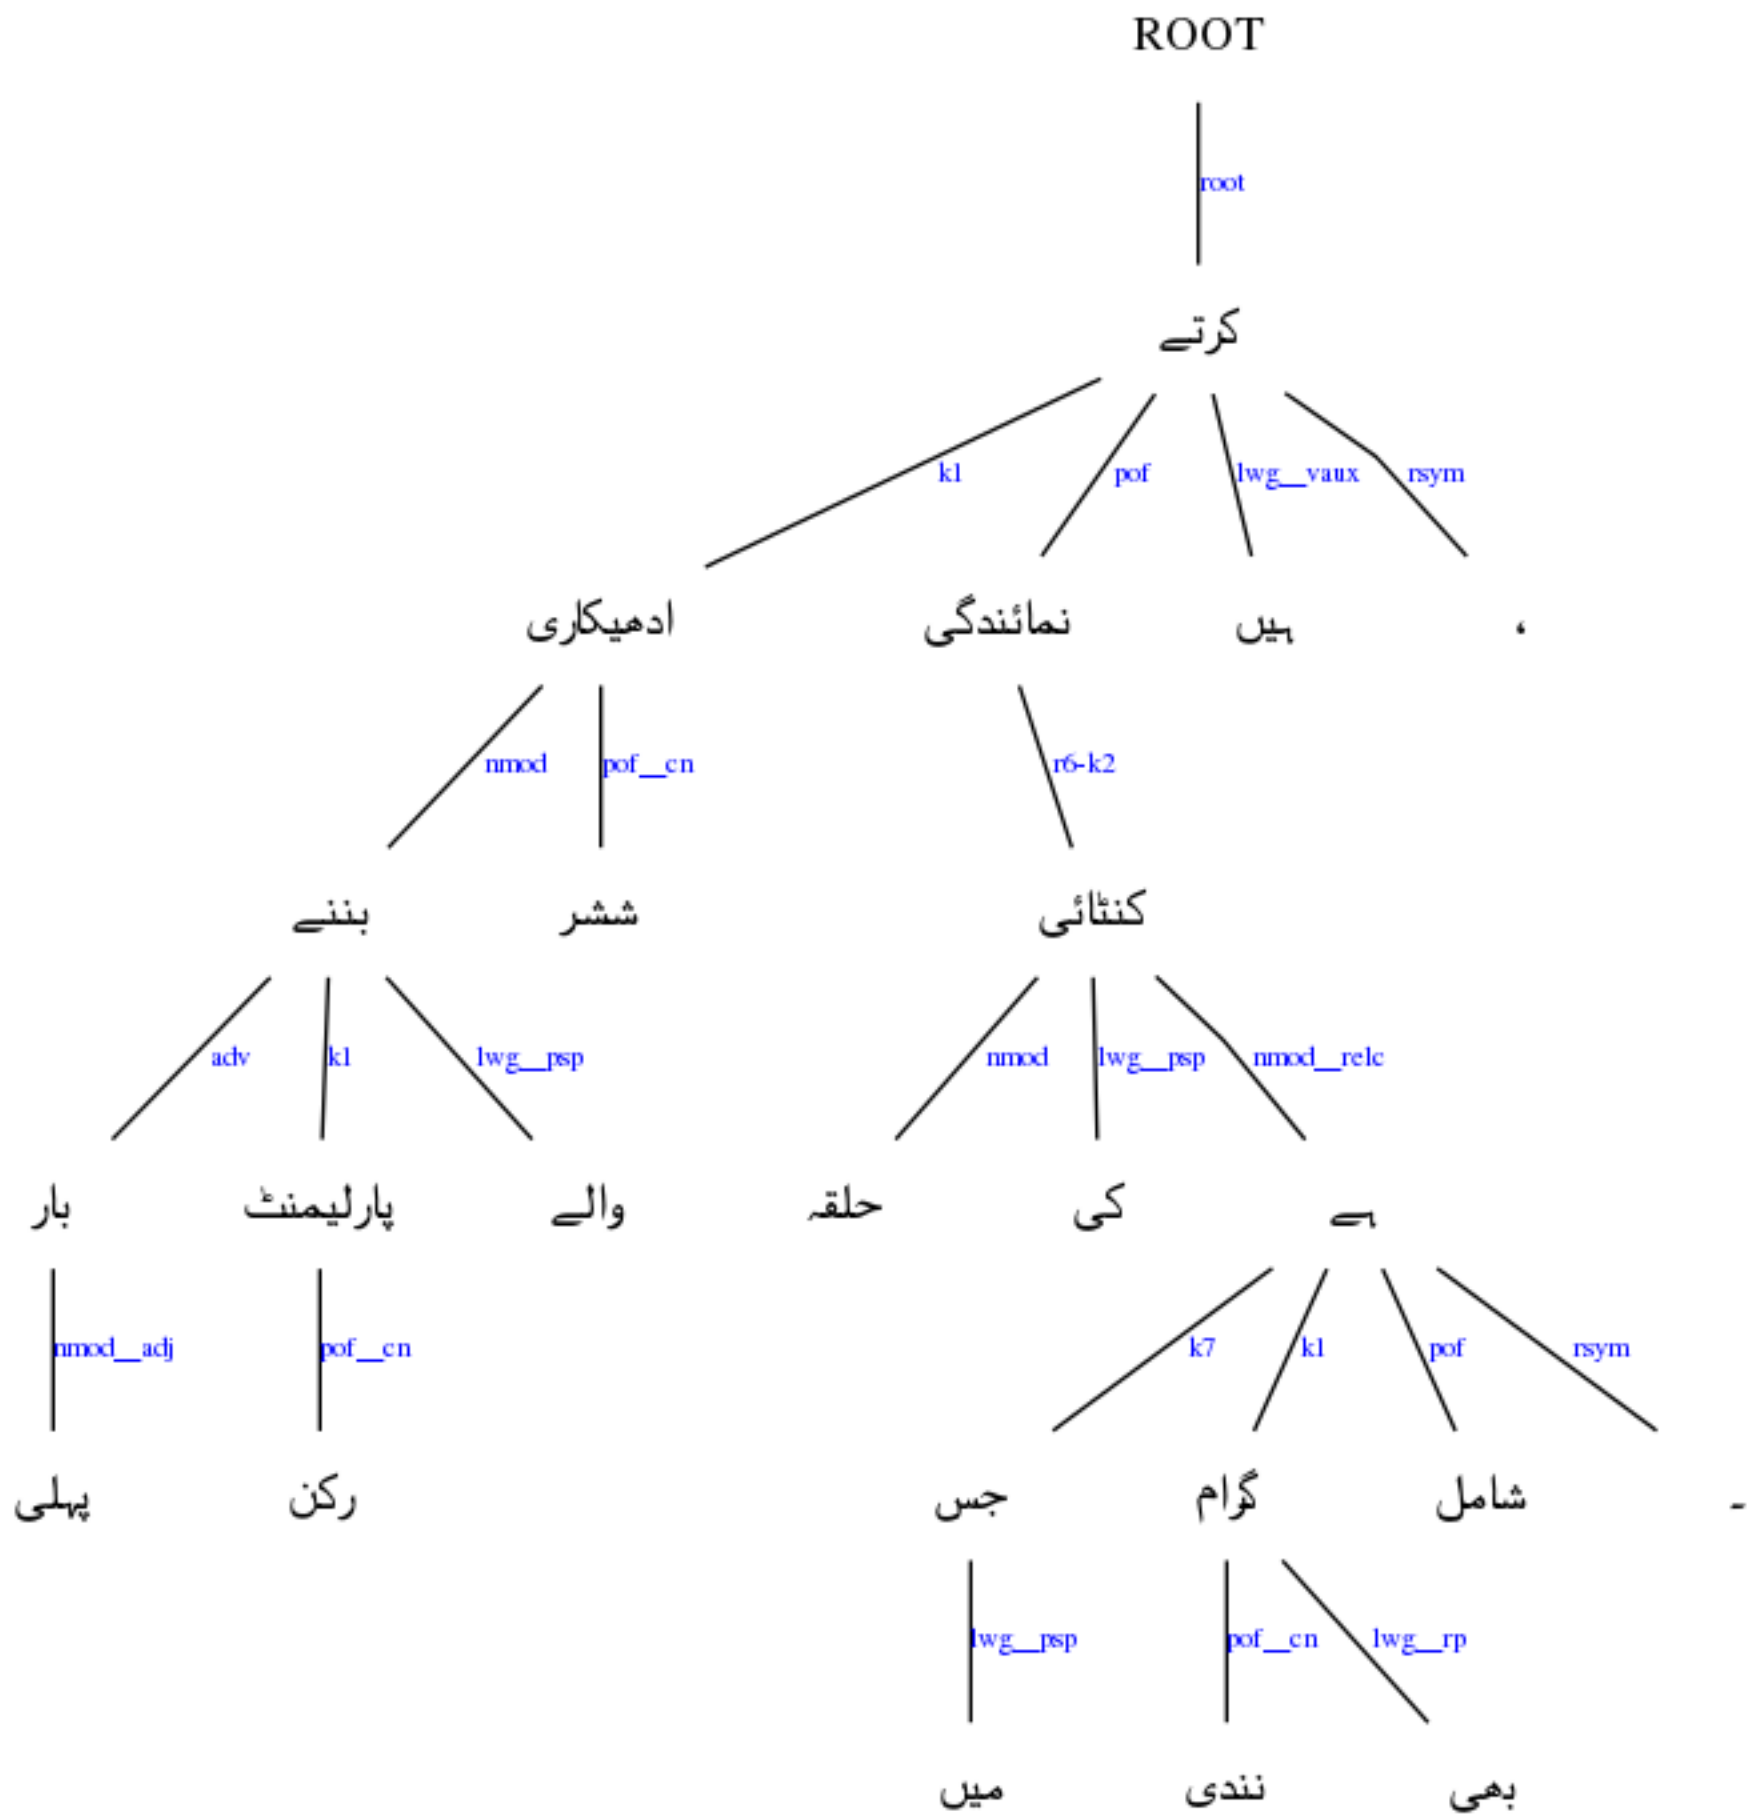 ROOT
root
کرتے
k1 pof lwg__vaux rsym
ادھیکاری نمائندگی ہیں ،
nmod pof__cn r6-k2
بننے ششر کنٹائی
adv k1 lwg__psp nmod lwg__psp nmod__relc
بار پارلیمنٹ والے حلقہ کی ہے
nmod__adj pof__cn k7 k1 pof rsym
پہلی رکن جس گرام شامل ۔
lwg__psp pof__cn lwg__rp
میں نندی بھی